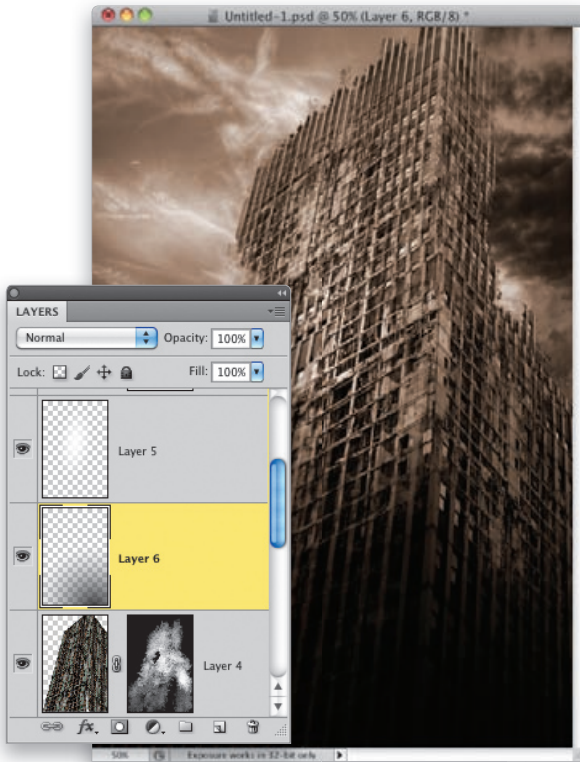 Untitled-1.psd @ 50% (Layer 6, RGB/8) *
LAYERS
Normal
Opacity: 100%
Lock:
Fill: 100%
Layer 5
Layer 6
Layer 4
fx.
50%
Exposure works in 32-bit only